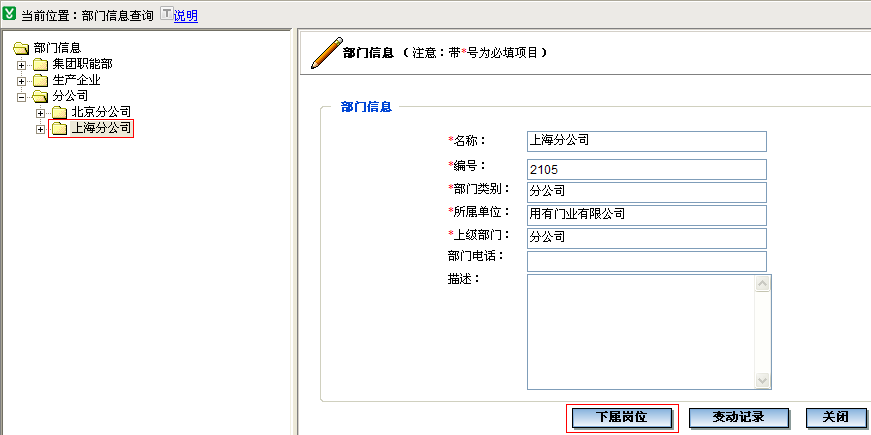 当前位置：部门信息查询 T说明
部门信息
集团职能部
生产企业
分公司
北京分公司
上海分公司
部门信息 （注意：带*号为必填项目）
部门信息
*名称： 上海分公司
*编号： 2105
*部门类别： 分公司
*所属单位： 用有门业有限公司
*上级部门： 分公司
部门电话：
描述：
下属岗位 变动记录 关闭